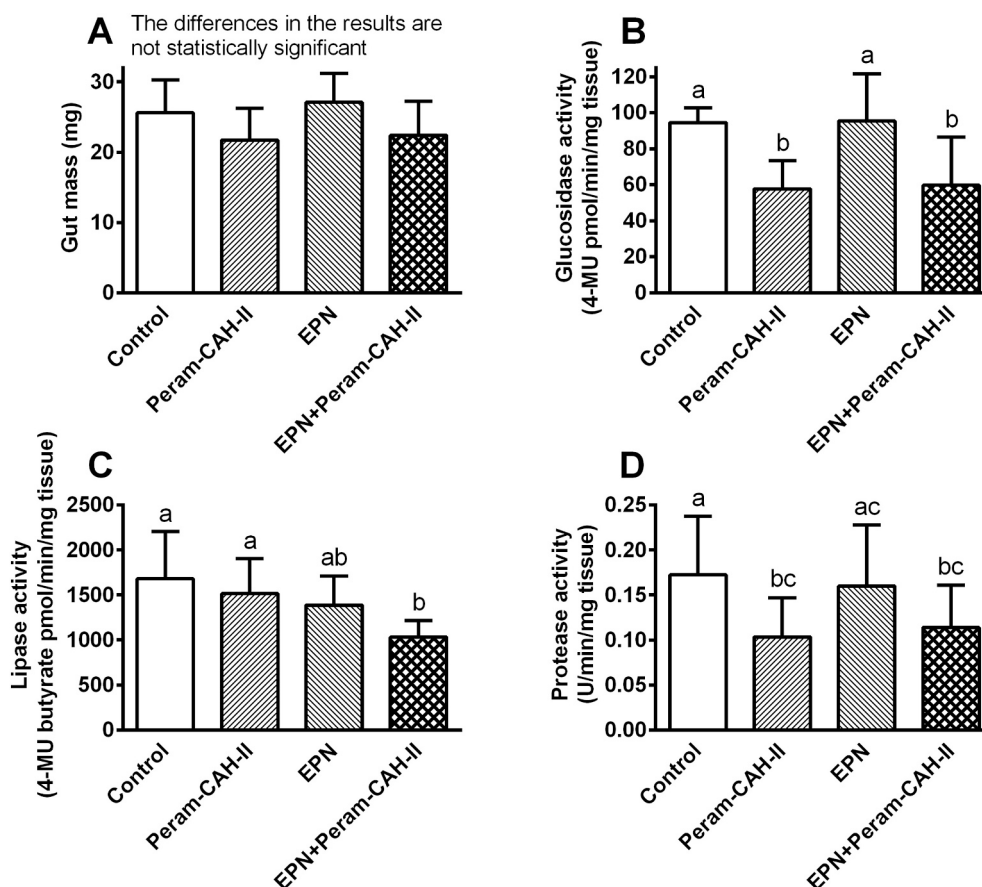 A
The differences in the results are
not statistically significant
Gut mass (mg)
30
20
10
0
Control
Peram-CAH-II
EPN
EPN+Peram-CAH-II
B
Glucosidase activity
(4-MU pmol/min/mg tissue)
120
100
80
60
40
20
0
a
b
a
b
Control
Peram-CAH-II
EPN
EPN+Peram-CAH-II
C
Lipase activity
(4-MU butyrate pmol/min/mg tissue)
2500
2000
1500
1000
500
0
a
a
ab
b
Control
Peram-CAH-II
EPN
EPN+Peram-CAH-II
D
Protease activity
(U/min/mg tissue)
0.25
0.20
0.15
0.10
0.05
0.00
a
bc
ac
bc
Control
Peram-CAH-II
EPN
EPN+Peram-CAH-II